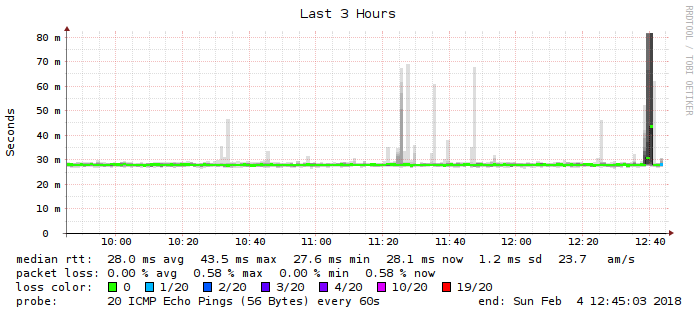 Last 3 Hours
RRDTOOL / TOBI OETIKER
Seconds
80 m
70 m
60 m
50 m
40 m
30 m
20 m
10 m
0
10:00 10:20 10:40 11:00 11:20 11:40 12:00 12:20 12:40
median rtt: 28.0 ms avg 43.5 ms max 27.6 ms min 28.1 ms now 1.2 ms sd 23.7 am/s
packet loss: 0.00 % avg 0.58 % max 0.00 % min 0.58 % now
loss color: 0 1/20 2/20 3/20 4/20 10/20 19/20
probe: 20 ICMP Echo Pings (56 Bytes) every 60s end: Sun Feb 4 12:45:03 2018